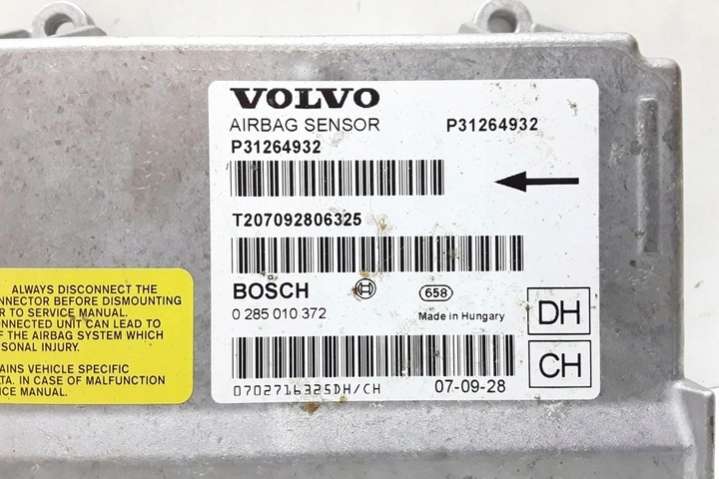 VOLVO
AIRBAG SENSOR P31264932
P31264932
T207092806325
BOSCH 658
0 285 010 372 Made in Hungary
DH
CH
0702716325DH/CH 07-09-28
ALWAYS DISCONNECT THE
NNECTOR BEFORE DISMOUNTING
R TO SERVICE MANUAL.
ONNECTED UNIT CAN LEAD TO
F THE AIRBAG SYSTEM WHICH
SONAL INJURY.
AINS VEHICLE SPECIFIC
TA. IN CASE OF MALFUNCTION
ICE MANUAL.